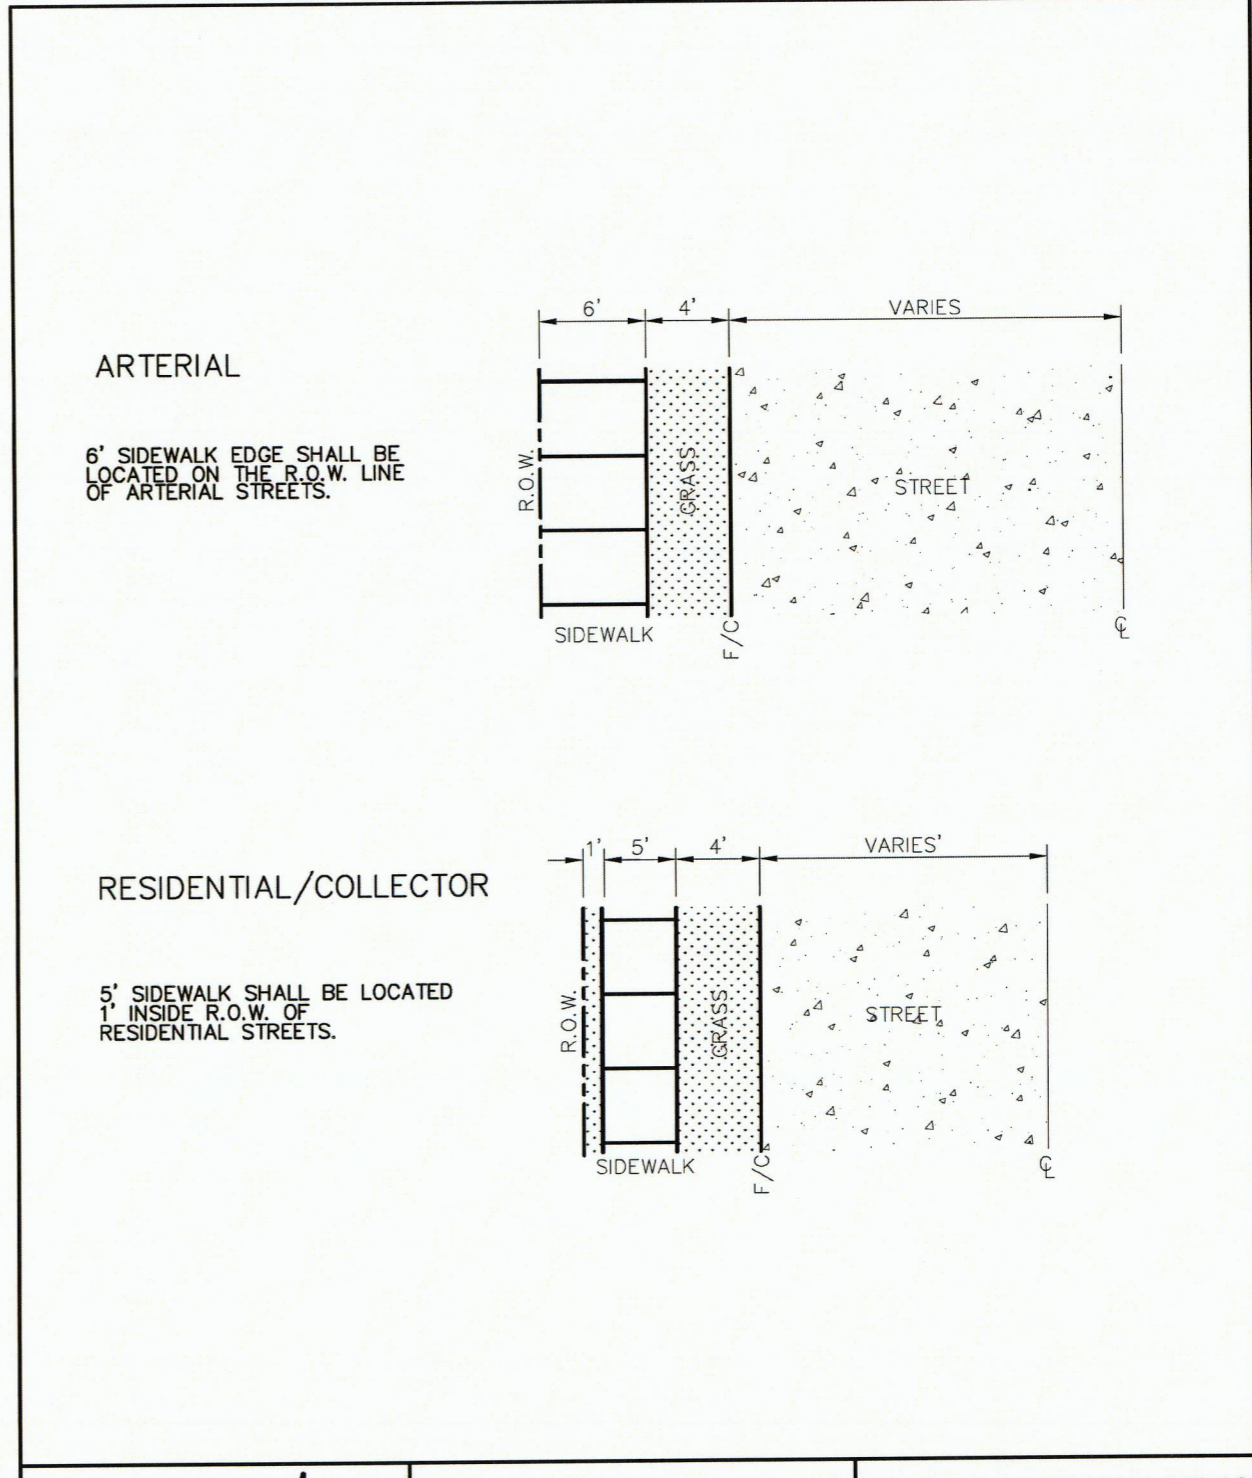 6' 4' VARIES
ARTERIAL
6' SIDEWALK EDGE SHALL BE
LOCATED ON THE R.O.W. LINE
OF ARTERIAL STREETS.
R.O.W.
GRASS
STREET
SIDEWALK
F/C
℄
1' 5' 4' VARIES'
RESIDENTIAL/COLLECTOR
5' SIDEWALK SHALL BE LOCATED
1' INSIDE R.O.W. OF
RESIDENTIAL STREETS.
R.O.W.
GRASS
STREET
SIDEWALK
F/C
℄